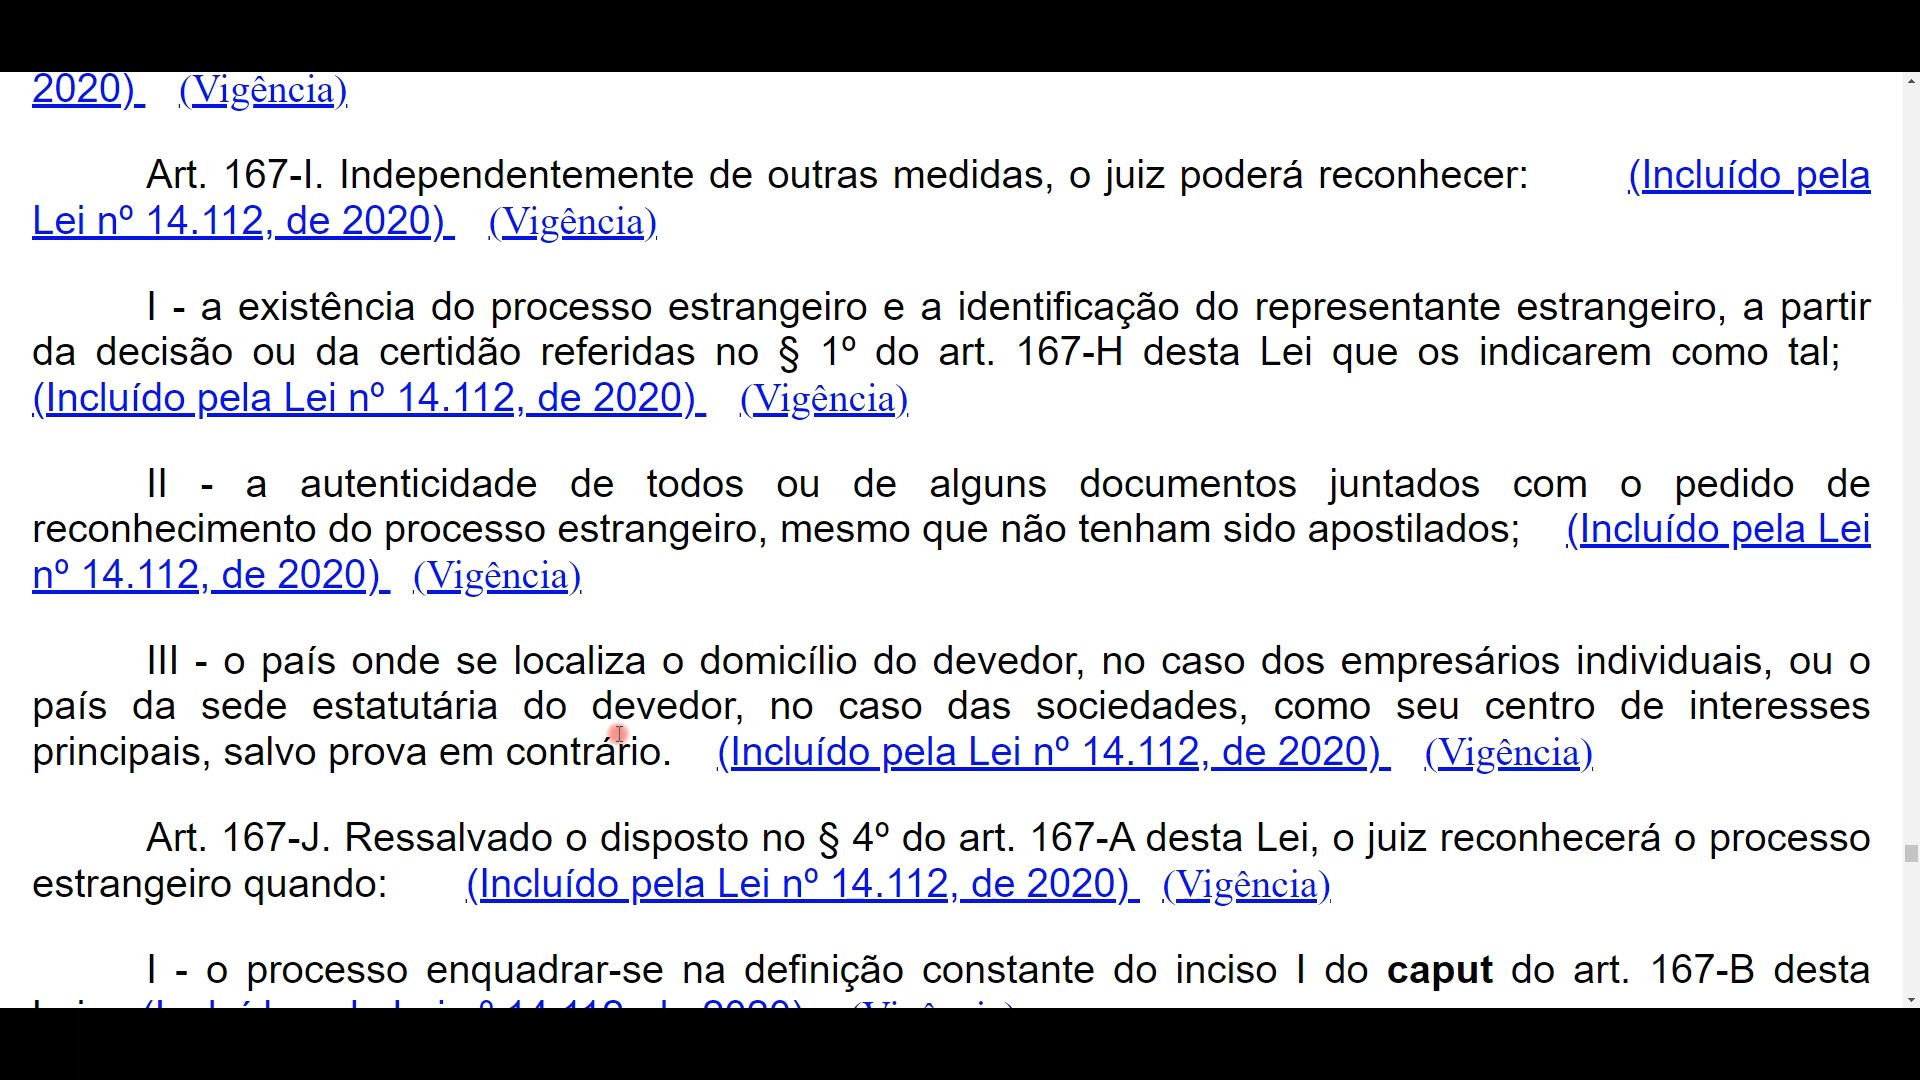 2020) (Vigência)
Art. 167-I. Independentemente de outras medidas, o juiz poderá reconhecer: (Incluído pela
Lei nº 14.112, de 2020) (Vigência)
I - a existência do processo estrangeiro e a identificação do representante estrangeiro, a partir
da decisão ou da certidão referidas no § 1º do art. 167-H desta Lei que os indicarem como tal;
(Incluído pela Lei nº 14.112, de 2020) (Vigência)
II - a autenticidade de todos ou de alguns documentos juntados com o pedido de
reconhecimento do processo estrangeiro, mesmo que não tenham sido apostilados; (Incluído pela Lei
nº 14.112, de 2020) (Vigência)
III - o país onde se localiza o domicílio do devedor, no caso dos empresários individuais, ou o
país da sede estatutária do devedor, no caso das sociedades, como seu centro de interesses
principais, salvo prova em contrário. (Incluído pela Lei nº 14.112, de 2020) (Vigência)
Art. 167-J. Ressalvado o disposto no § 4º do art. 167-A desta Lei, o juiz reconhecerá o processo
estrangeiro quando: (Incluído pela Lei nº 14.112, de 2020) (Vigência)
I - o processo enquadrar-se na definição constante do inciso I do caput do art. 167-B desta